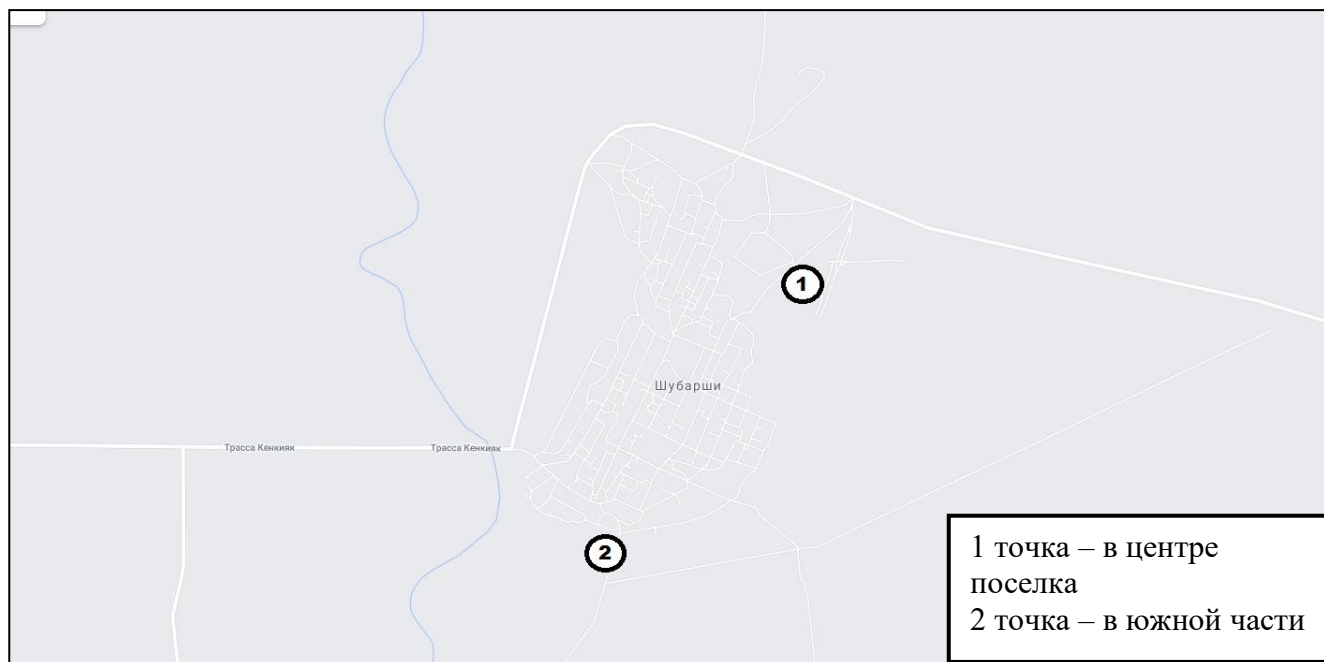 1
Шубарши
Трасса Кенкияк
Трасса Кенкияк
2
1 точка – в центре
поселка
2 точка – в южной части